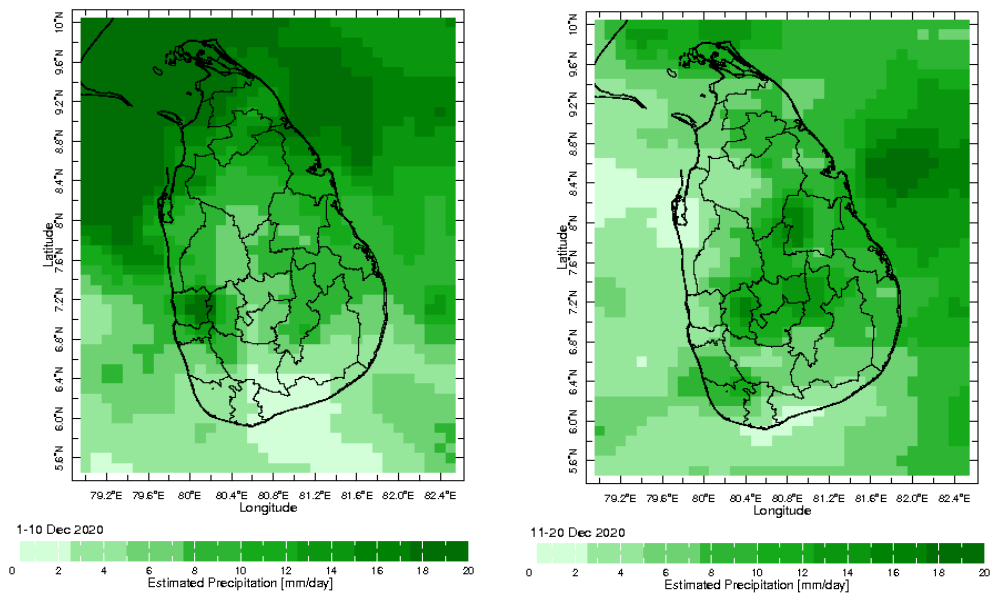 10°N
9.6°N
9.2°N
8.8°N
8.4°N
8°N
7.6°N
7.2°N
6.8°N
6.4°N
6.0°N
5.6°N
Latitude
79.2°E 79.6°E 80°E 80.4°E 80.8°E 81.2°E 81.6°E 82.0°E 82.4°E
Longitude
1-10 Dec 2020
0 2 4 6 8 10 12 14 16 18 20
Estimated Precipitation [mm/day]
10°N
9.6°N
9.2°N
8.8°N
8.4°N
8°N
7.6°N
7.2°N
6.8°N
6.4°N
6.0°N
5.6°N
Latitude
79.2°E 79.6°E 80°E 80.4°E 80.8°E 81.2°E 81.6°E 82.0°E 82.4°E
Longitude
11-20 Dec 2020
0 2 4 6 8 10 12 14 16 18 20
Estimated Precipitation [mm/day]